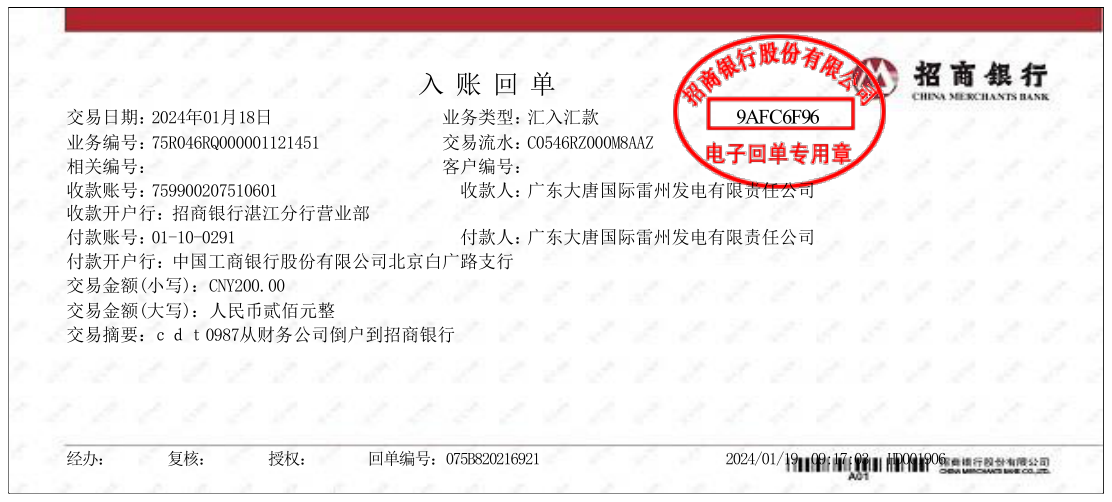 招商银行股份有限公司
招商银行
CHINA MERCHANTS BANK
入账回单
9AFC6F96
电子回单专用章
交易日期：2024年01月18日 业务类型：汇入汇款
业务编号：75R046RQ000001121451 交易流水：C0546RZ000M8AAZ
相关编号： 客户编号：
收款账号：759900207510601 收款人：广东大唐国际雷州发电有限责任公司
收款开户行：招商银行湛江分行营业部
付款账号：01-10-0291 付款人：广东大唐国际雷州发电有限责任公司
付款开户行：中国工商银行股份有限公司北京白广路支行
交易金额(小写)：CNY200.00
交易金额(大写)：人民币贰佰元整
交易摘要：c d t 0987从财务公司倒户到招商银行
经办： 复核： 授权： 回单编号：075B820216921 2024/01/19 09:17:03 HD001906
招商银行股份有限公司
CHINA MERCHANTS BANK CO.,LTD.
A01